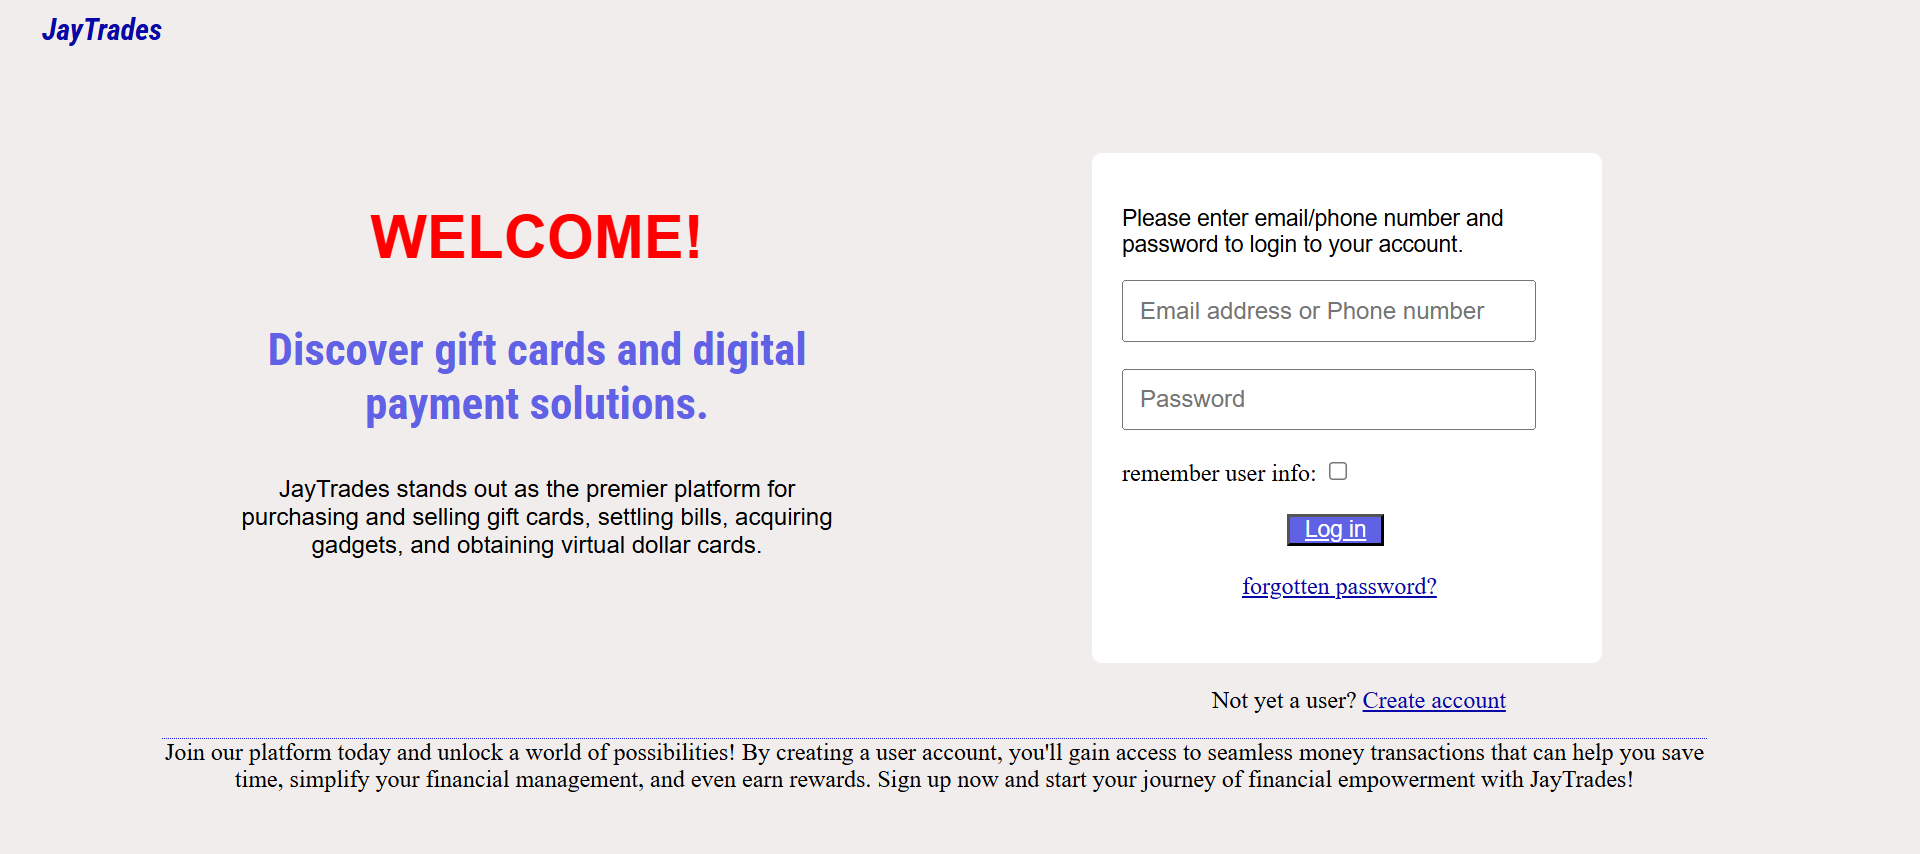 JayTrades
WELCOME!
Discover gift cards and digital
payment solutions.
JayTrades stands out as the premier platform for
purchasing and selling gift cards, settling bills, acquiring
gadgets, and obtaining virtual dollar cards.
Please enter email/phone number and
password to login to your account.
Email address or Phone number
Password
remember user info:
Log in
forgotten password?
Not yet a user? Create account
Join our platform today and unlock a world of possibilities! By creating a user account, you'll gain access to seamless money transactions that can help you save
time, simplify your financial management, and even earn rewards. Sign up now and start your journey of financial empowerment with JayTrades!